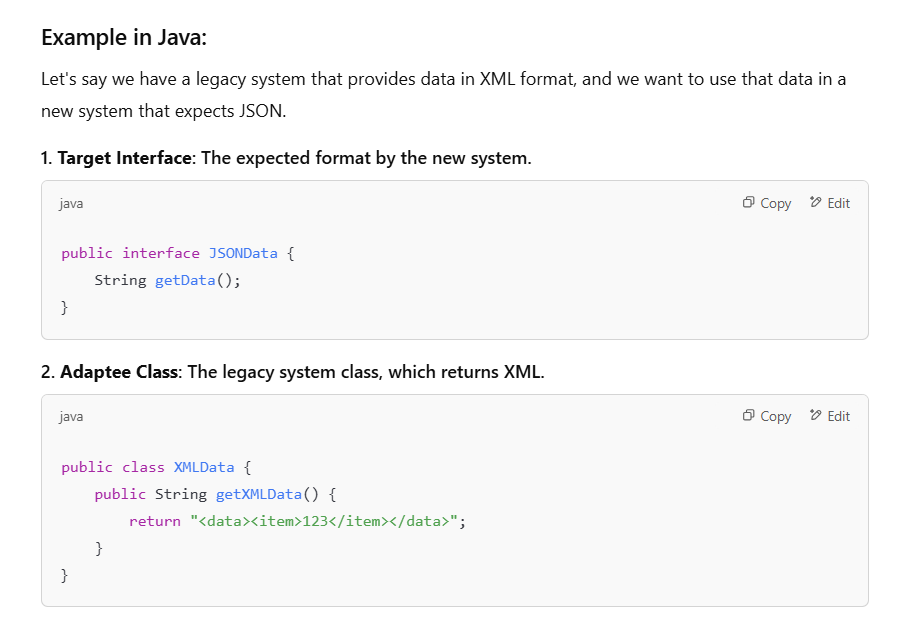 Example in Java:
Let's say we have a legacy system that provides data in XML format, and we want to use that data in a
new system that expects JSON.
1. Target Interface: The expected format by the new system.
java
Copy
Edit
public interface JSONData {
    String getData();
}
2. Adaptee Class: The legacy system class, which returns XML.
java
Copy
Edit
public class XMLData {
    public String getXMLData() {
        return "<data><item>123</item></data>";
    }
}